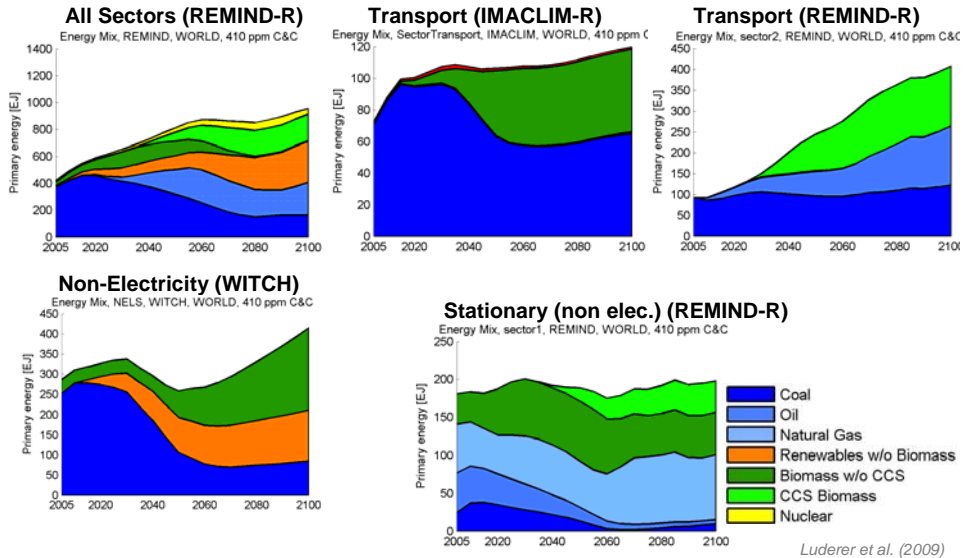 All Sectors (REMIND-R)
Energy Mix, REMIND, WORLD, 410 ppm C&C
Primary energy [EJ]
1400
1200
1000
800
600
400
200
0
2005 2020 2040 2060 2080 2100
Transport (IMACLIM-R)
Energy Mix, SectorTransport, IMACLIM, WORLD, 410 ppm C
Primary energy [EJ]
120
100
80
60
40
20
0
2005 2020 2040 2060 2080 2100
Transport (REMIND-R)
Energy Mix, sector2, REMIND, WORLD, 410 ppm C&C
Primary energy [EJ]
450
400
350
300
250
200
150
100
50
0
2005 2020 2040 2060 2080 2100
Non-Electricity (WITCH)
Energy Mix, NELS, WITCH, WORLD, 410 ppm C&C
Primary energy [EJ]
450
400
350
300
250
200
150
100
50
0
2005 2020 2040 2060 2080 2100
Stationary (non elec.) (REMIND-R)
Energy Mix, sector1, REMIND, WORLD, 410 ppm C&C
Primary energy [EJ]
250
200
150
100
50
0
2005 2020 2040 2060 2080 2100
Coal
Oil
Natural Gas
Renewables w/o Biomass
Biomass w/o CCS
CCS Biomass
Nuclear
Luderer et al. (2009)